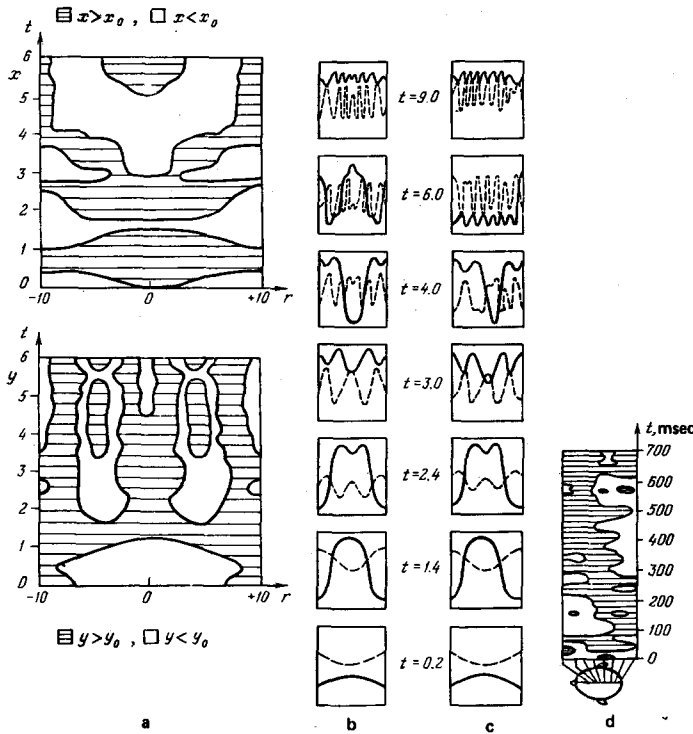 x>x₀ , x<x₀
t
x
6
5
4
3
2
1
0
-10 0 +10 r
t
y
6
5
4
3
2
1
0
-10 0 +10 r
y>y₀ , y<y₀
a
t=9.0
t=6.0
t=4.0
t=3.0
t=2.4
t=1.4
t=0.2
b
c
t, msec
700
600
500
400
300
200
100
0
d